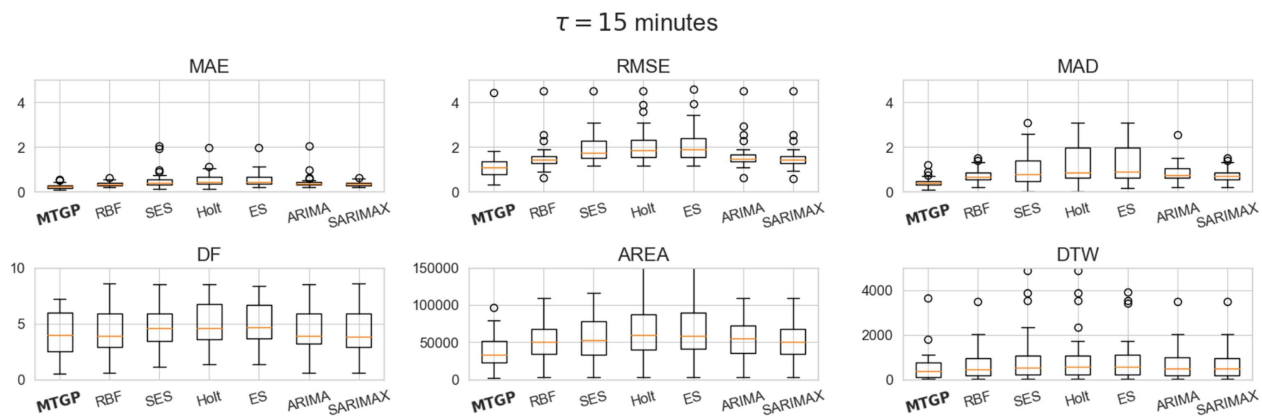 τ = 15 minutes
MAE
RMSE
MAD
4
2
0
MTGP RBF SES Holt ES ARIMA SARIMAX
4
2
0
MTGP RBF SES Holt ES ARIMA SARIMAX
4
2
0
MTGP RBF SES Holt ES ARIMA SARIMAX
DF
AREA
DTW
10
5
0
MTGP RBF SES Holt ES ARIMA SARIMAX
150000
100000
50000
0
MTGP RBF SES Holt ES ARIMA SARIMAX
4000
2000
0
MTGP RBF SES Holt ES ARIMA SARIMAX